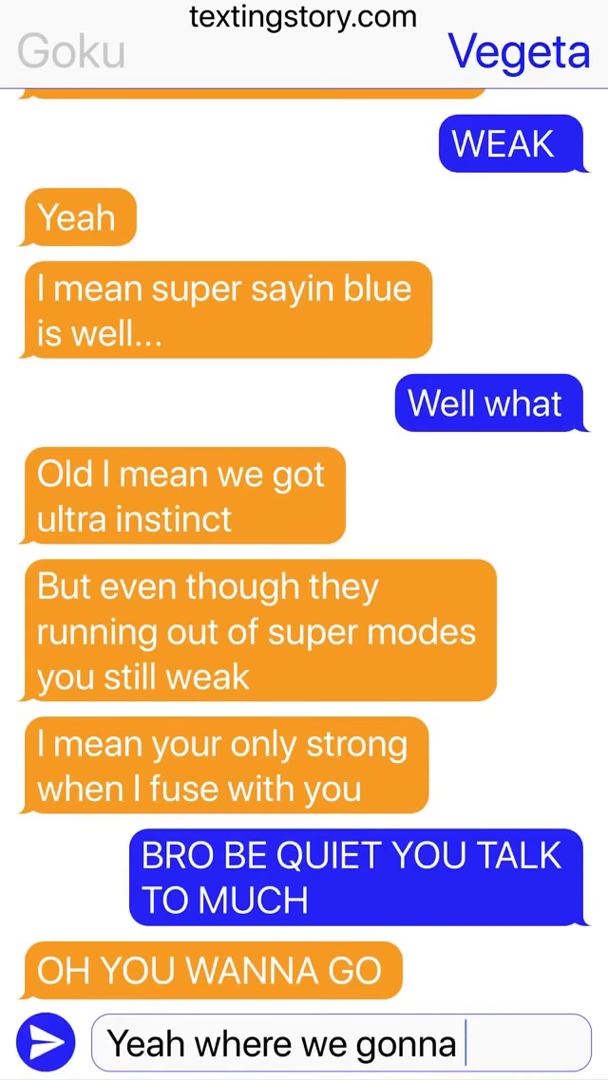 textingstory.com
Goku
Vegeta
WEAK
Yeah
I mean super sayin blue
is well...
Well what
Old I mean we got
ultra instinct
But even though they
running out of super modes
you still weak
I mean your only strong
when I fuse with you
BRO BE QUIET YOU TALK
TO MUCH
OH YOU WANNA GO
Yeah where we gonna